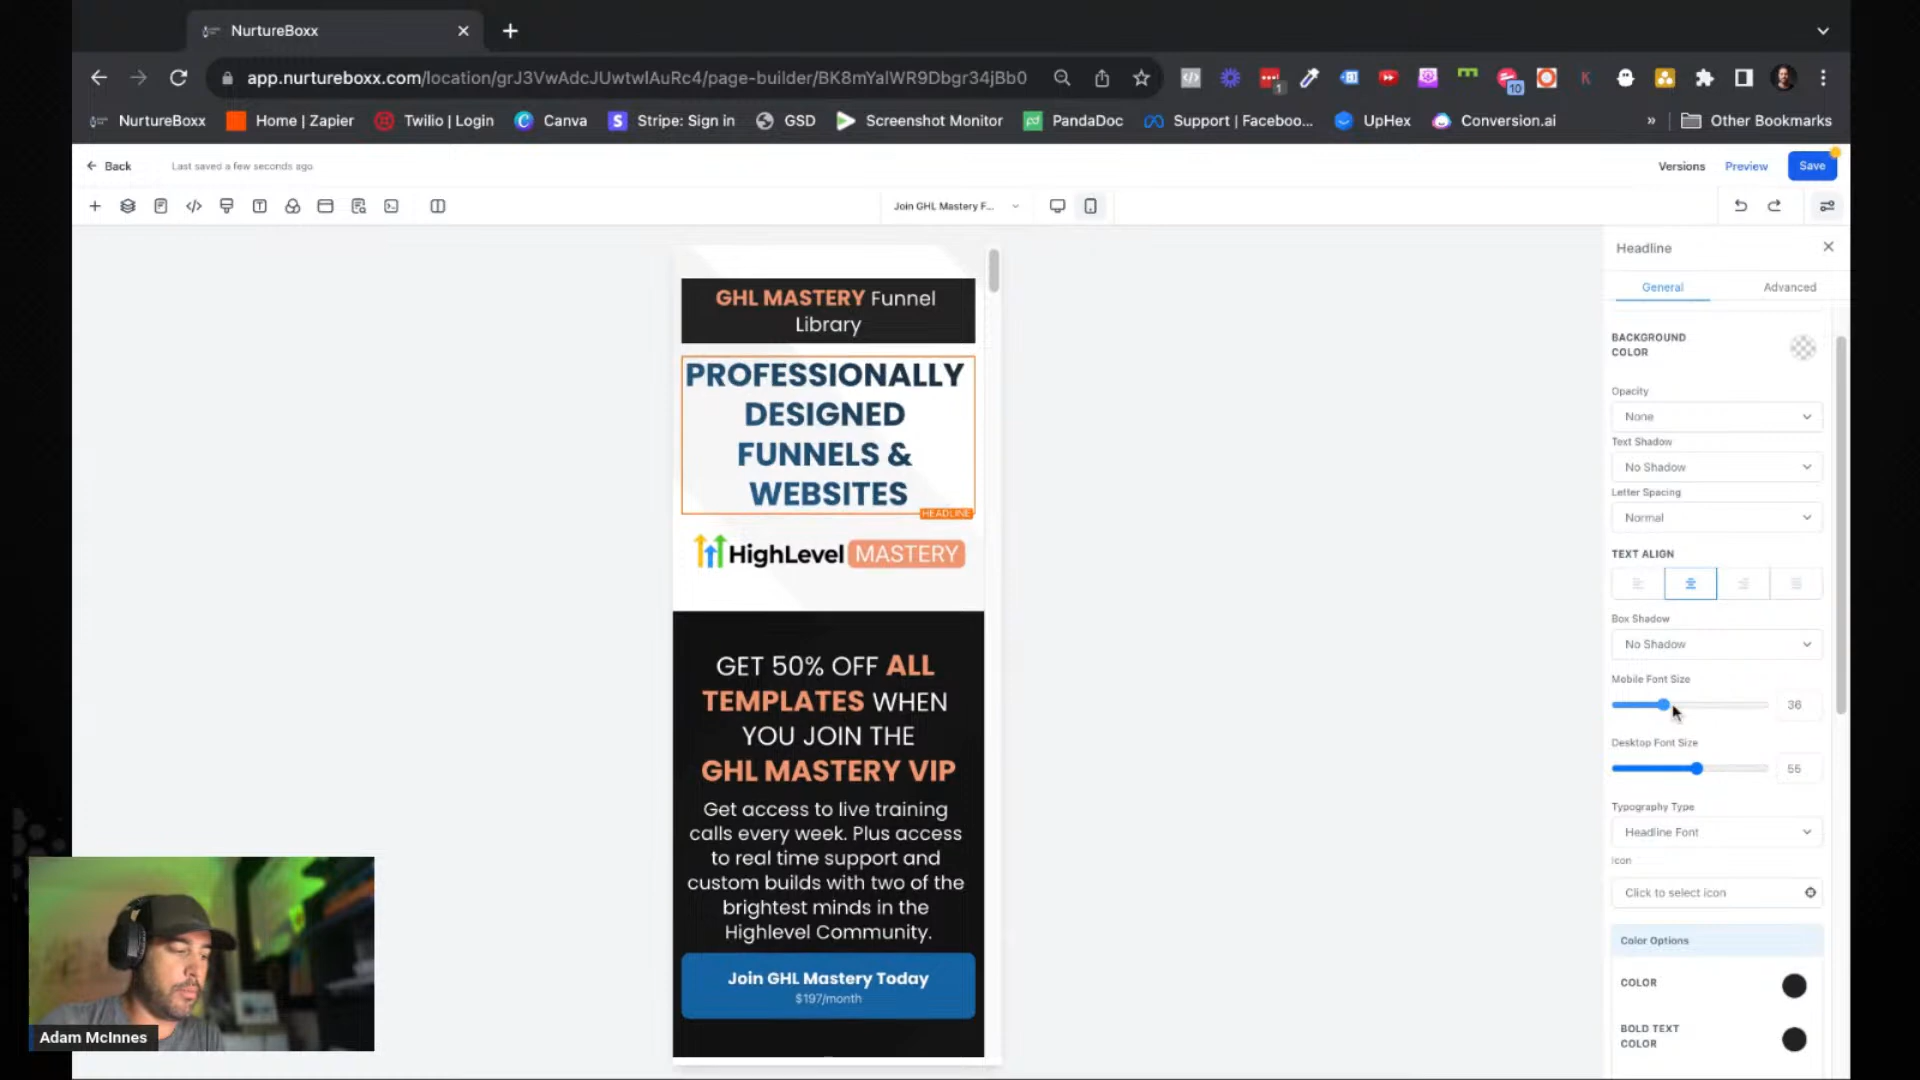 NurtureBoxx
app.nurtureboxx.com/location/grJ3VwAdcJUwtwIAuRc4/page-builder/BK8mYalWR9Dbgr34jBb0
1
10
K
NurtureBoxx
Home | Zapier
Twilio | Login
Canva
S
Stripe: Sign in
GSD
Screenshot Monitor
PandaDoc
Support | Faceboo...
UpHex
Conversion.ai
»
Other Bookmarks
Back
Last saved a few seconds ago
Versions
Preview
Save
Join GHL Mastery F...
Headline
General
Advanced
GHL MASTERY Funnel
Library
PROFESSIONALLY
DESIGNED
FUNNELS &
WEBSITES
HEADLINE
HighLevel MASTERY
GET 50% OFF ALL
TEMPLATES WHEN
YOU JOIN THE
GHL MASTERY VIP
Get access to live training
calls every week. Plus access
to real time support and
custom builds with two of the
brightest minds in the
Highlevel Community.
Join GHL Mastery Today
$197/month
BACKGROUND
COLOR
Opacity
None
Text Shadow
No Shadow
Letter Spacing
Normal
TEXT ALIGN
Box Shadow
No Shadow
Mobile Font Size
36
Desktop Font Size
55
Typography Type
Headline Font
Icon
Click to select icon
Color Options
COLOR
BOLD TEXT
COLOR
Adam McInnes